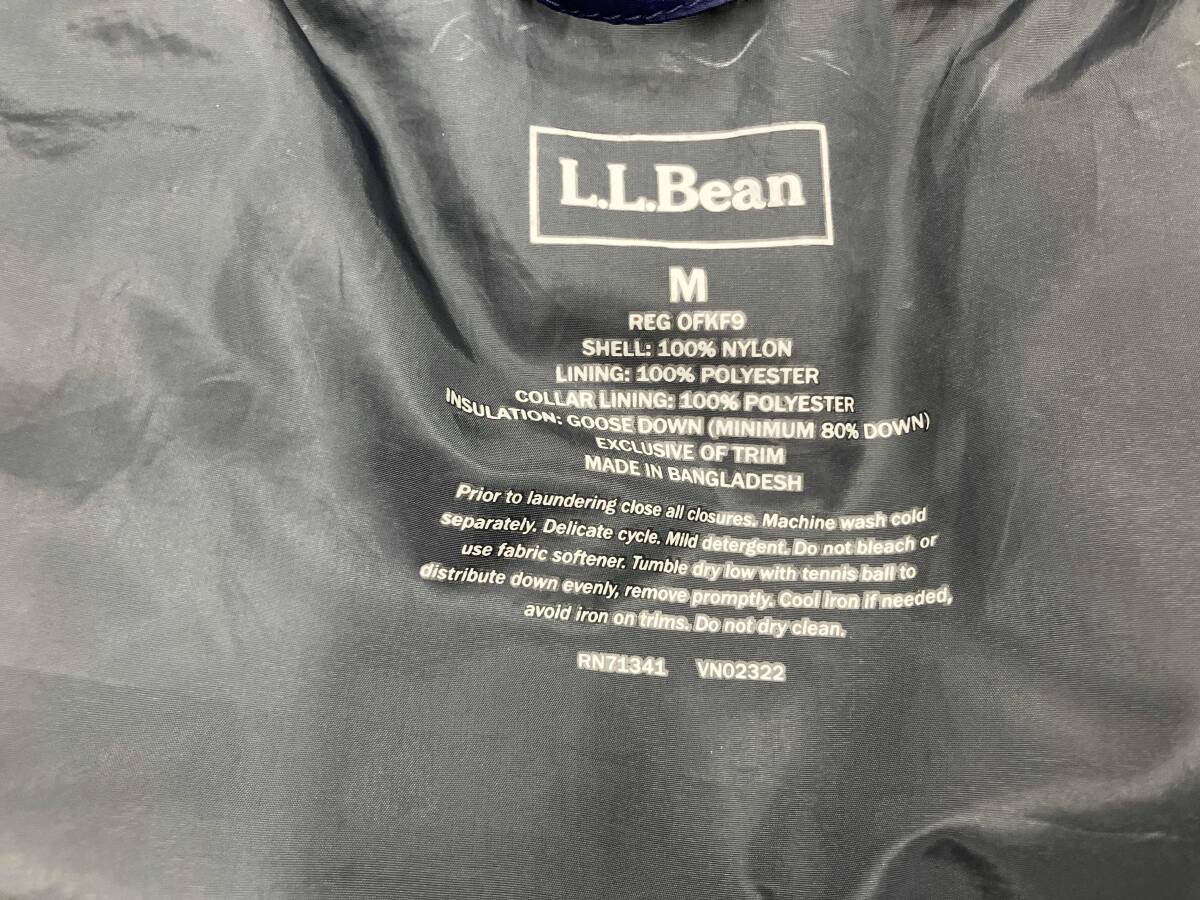 L.L.Bean
M
REG OFKF9
SHELL: 100% NYLON
LINING: 100% POLYESTER
COLLAR LINING: 100% POLYESTER
INSULATION: GOOSE DOWN (MINIMUM 80% DOWN)
EXCLUSIVE OF TRIM
MADE IN BANGLADESH
Prior to laundering close all closures. Machine wash cold
separately. Delicate cycle. Mild detergent. Do not bleach or
use fabric softener. Tumble dry low with tennis ball to
distribute down evenly, remove promptly. Cool iron if needed,
avoid iron on trims. Do not dry clean.
RN71341 VN02322